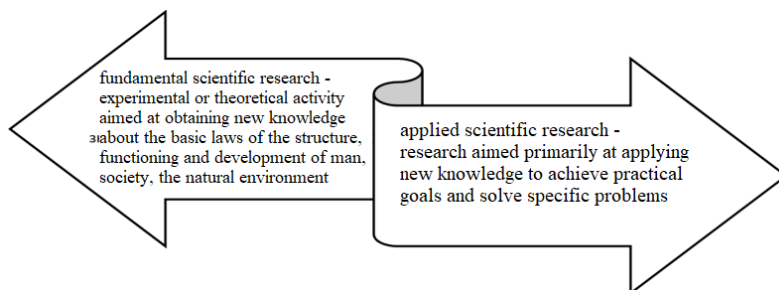 fundamental scientific research -
experimental or theoretical activity
aimed at obtaining new knowledge
about the basic laws of the structure,
functioning and development of man,
society, the natural environment
applied scientific research -
research aimed primarily at applying
new knowledge to achieve practical
goals and solve specific problems